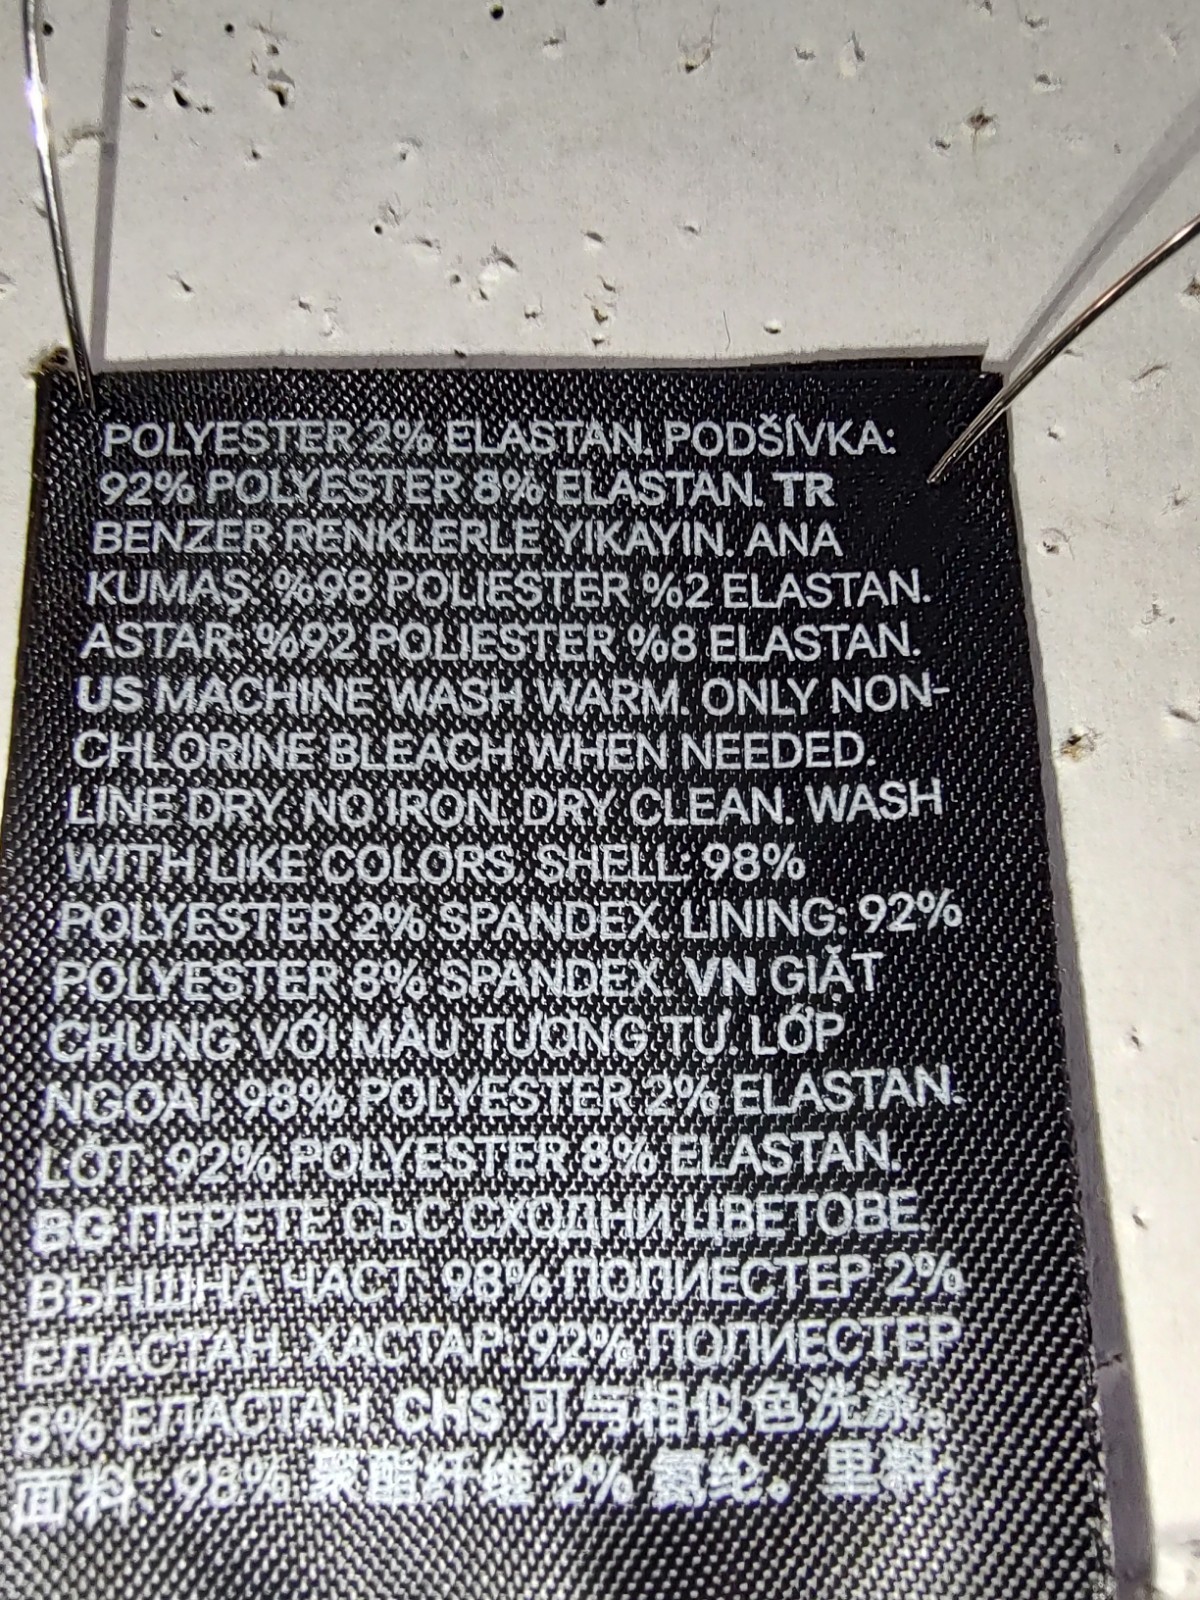 POLYESTER 2% ELASTAN. PODŠÍVKA:
92% POLYESTER 8% ELASTAN. TR
BENZER RENKLERLE YIKAYIN. ANA
KUMAŞ: %98 POLIESTER %2 ELASTAN.
ASTAR: %92 POLIESTER %8 ELASTAN.
US MACHINE WASH WARM. ONLY NON-
CHLORINE BLEACH WHEN NEEDED.
LINE DRY. NO IRON. DRY CLEAN. WASH
WITH LIKE COLORS. SHELL: 98%
POLYESTER 2% SPANDEX. LINING: 92%
POLYESTER 8% SPANDEX. VN GIẶT
CHUNG VỚI MÀU TƯƠNG TỰ. LỚP
NGOÀI: 98% POLYESTER 2% ELASTAN.
LÓT: 92% POLYESTER 8% ELASTAN.
BG ПЕРЕТЕ СЪС СХОДНИ ЦВЕТОВЕ.
ВЪНШНА ЧАСТ: 98% ПОЛИЕСТЕР 2%
ЕЛАСТАН. ХАСТАР: 92% ПОЛИЕСТЕР
8% ЕЛАСТАН. CHS 可与相似色洗涤。
面料: 98% 聚酯纤维 2% 氨纶。里料: